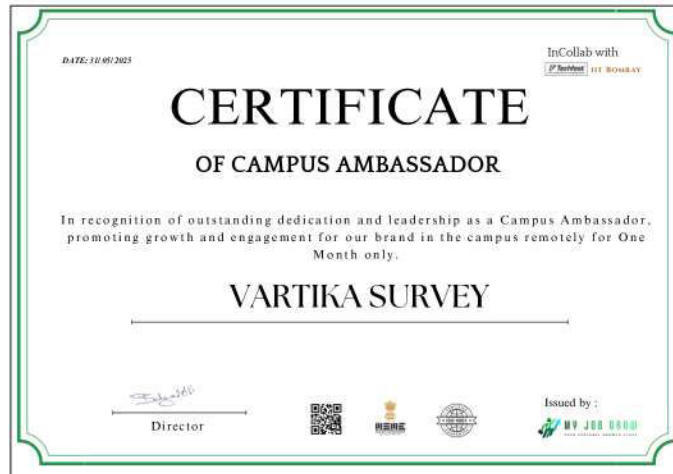 DATE: 31/ 05/ 2025
InCollab with
Techfest IIT BOMBAY
CERTIFICATE
OF CAMPUS AMBASSADOR
In recognition of outstanding dedication and leadership as a Campus Ambassador,
promoting growth and engagement for our brand in the campus remotely for One
Month only.
VARTIKA SURVEY
Director
MSME
Issued by :
MY JOB GROW